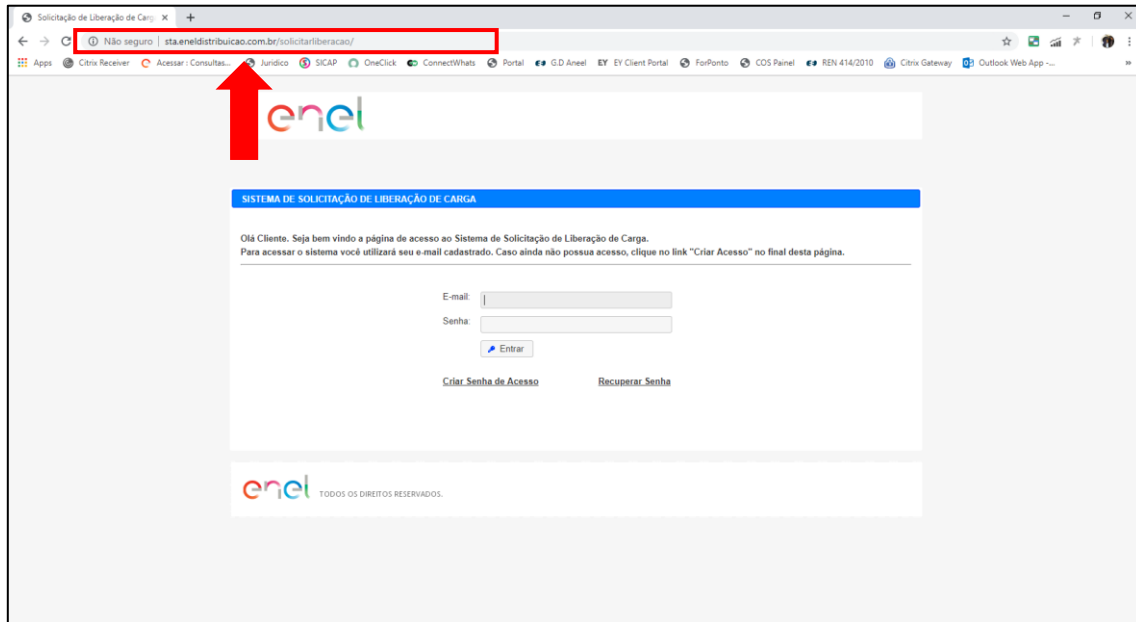 Solicitação de Liberação de Carg
Não seguro | sta.eneldistribuicao.com.br/solicitarliberacao/
Apps Citrix Receiver Acessar : Consultas... Juridico SICAP OneClick ConnectWhats Portal G.D Aneel EY EY Client Portal ForPonto COS Painel REN 414/2010 Citrix Gateway Outlook Web App -... »
enel
SISTEMA DE SOLICITAÇÃO DE LIBERAÇÃO DE CARGA
Olá Cliente. Seja bem vindo a página de acesso ao Sistema de Solicitação de Liberação de Carga.
Para acessar o sistema você utilizará seu e-mail cadastrado. Caso ainda não possua acesso, clique no link "Criar Acesso" no final desta página.
E-mail:
Senha:
Entrar
Criar Senha de Acesso Recuperar Senha
enel TODOS OS DIREITOS RESERVADOS.